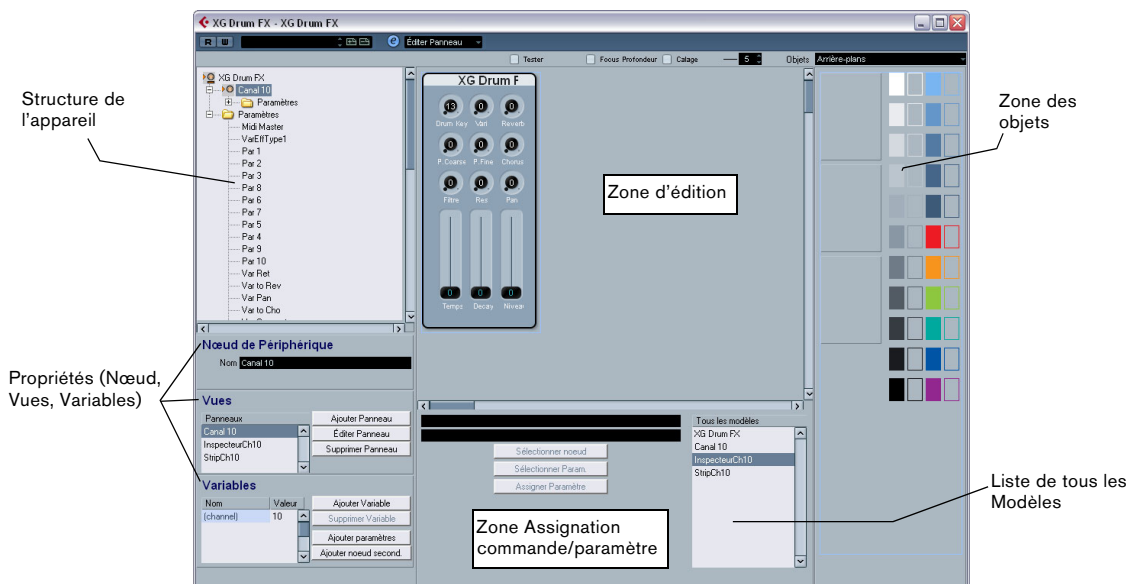 XG Drum FX - XG Drum FX
R W
e Éditer Panneau
Tester Focus Profondeur Calage 5 Objets Arrière-plans
Structure de
l'appareil
XG Drum FX
Canal 10
Paramètres
Paramètres
Midi Master
VarEffType1
Par 1
Par 2
Par 3
Par 8
Par 6
Par 7
Par 5
Par 4
Par 9
Par 10
Var Ret
Var to Rev
Var Pan
Var to Cho
XG Drum F
13 0 0
Drum Key Vari Reverb
0 0 0
P.Coarse P.Fine Chorus
0 0 0
Filtre Res Pan
0 0 0
Temps Decay Niveau
Zone d'édition
Zone des
objets
Propriétés (Nœud,
Vues, Variables)
Nœud de Périphérique
Nom Canal 10
Vues
Panneaux
Canal 10
InspecteurCh10
StripCh10
Ajouter Panneau
Éditer Panneau
Supprimer Panneau
Variables
Nom Valeur
(channel) 10
Ajouter Variable
Supprimer Variable
Ajouter paramètres
Ajouter noeud second.
Sélectionner noeud
Sélectionner Param.
Assigner Paramètre
Zone Assignation
commande/paramètre
Tous les modèles
XG Drum FX
Canal 10
InspecteurCh10
StripCh10
Liste de tous les
Modèles